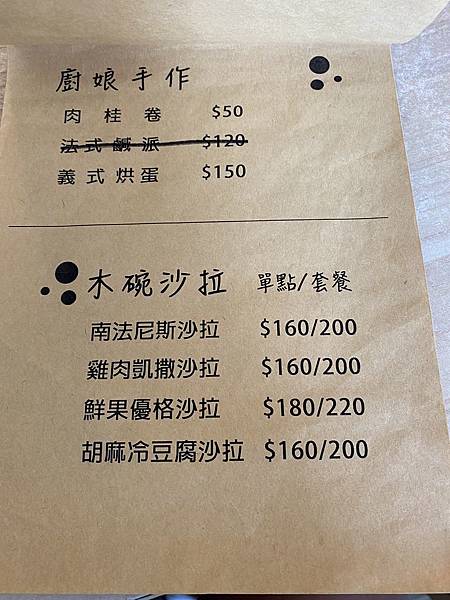 廚娘手作
肉桂卷 $50
法式鹹派 $120
義式烘蛋 $150
木碗沙拉 單點/套餐
南法尼斯沙拉 $160/200
雞肉凱撒沙拉 $160/200
鮮果優格沙拉 $180/220
胡麻冷豆腐沙拉 $160/200